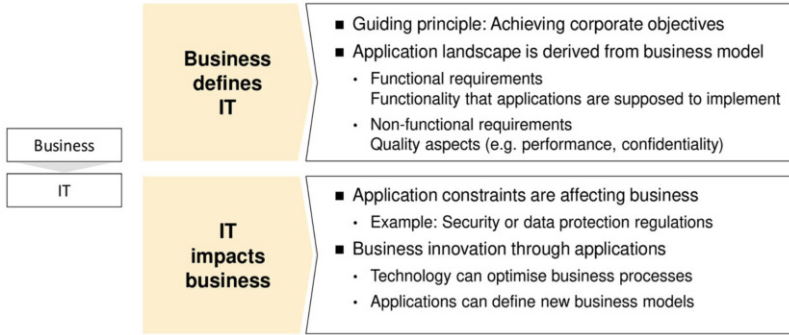 Business
IT
Business
defines
IT
■ Guiding principle: Achieving corporate objectives
■ Application landscape is derived from business model
• Functional requirements
Functionality that applications are supposed to implement
• Non-functional requirements
Quality aspects (e.g. performance, confidentiality)
IT
impacts
business
■ Application constraints are affecting business
• Example: Security or data protection regulations
■ Business innovation through applications
• Technology can optimise business processes
• Applications can define new business models